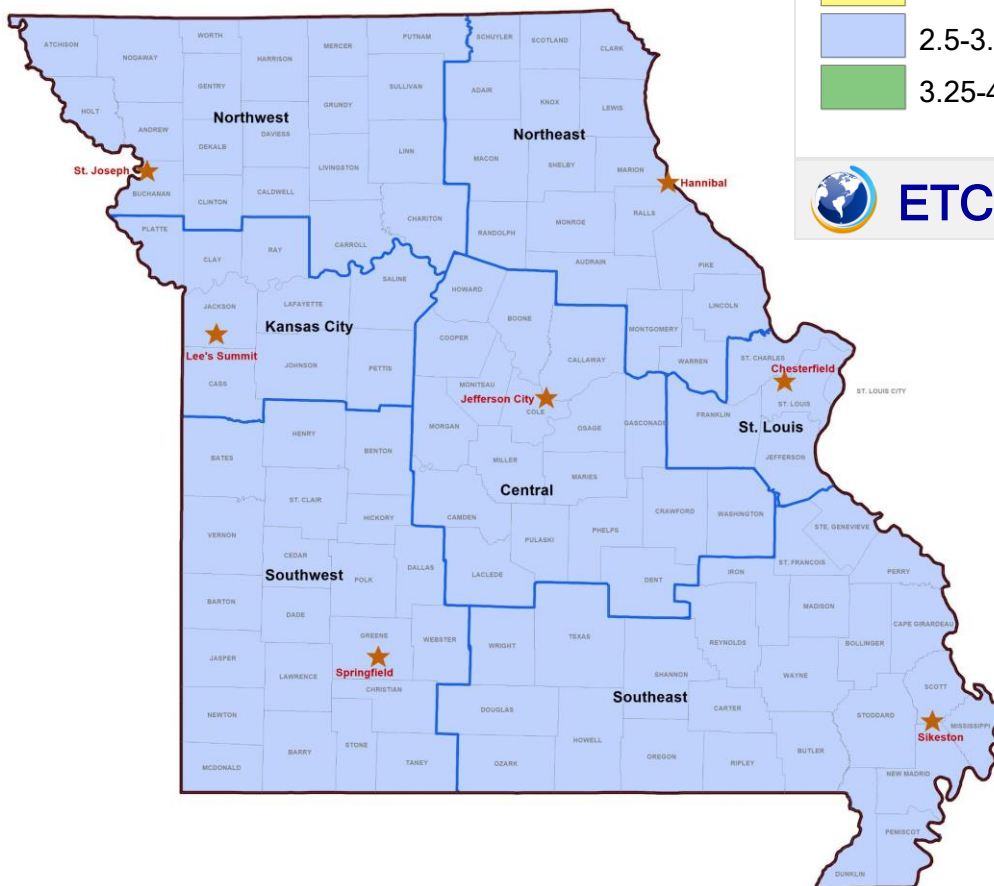 2.5-3.
3.25-4
ETC
ATCHISON
NODAWAY
WORTH
HARRISON
MERCER
PUTNAM
SCHUYLER
SCOTLAND
CLARK
HOLT
ANDREW
GENTRY
DEKALB
DAVIESS
GRUNDY
SULLIVAN
LINN
LIVINGSTON
Northwest
ADAIR
KNOX
LEWIS
Northeast
MACON
SHELBY
MARION
St. Joseph
Hannibal
BUCHANAN
CLINTON
CALDWELL
CHARITON
RANDOLPH
MONROE
RALLS
PLATTE
CLAY
RAY
CARROLL
SALINE
AUDRAIN
PIKE
HOWARD
BOONE
LINCOLN
JACKSON
LAFAYETTE
Kansas City
Lee's Summit
JOHNSON
PETTIS
CASS
COOPER
CALLAWAY
MONTGOMERY
WARREN
ST. CHARLES
Chesterfield
ST. LOUIS
ST. LOUIS CITY
MONITEAU
Jefferson City
COLE
OSAGE
GASCONADE
FRANKLIN
St. Louis
JEFFERSON
BATES
HENRY
BENTON
MORGAN
MILLER
MARIES
Central
CAMDEN
PULASKI
PHELPS
CRAWFORD
WASHINGTON
VERNON
ST. CLAIR
HICKORY
CEDAR
Southwest
POLK
DALLAS
LACLEDE
DENT
IRON
ST. FRANCOIS
STE. GENEVIEVE
PERRY
BARTON
DADE
GREENE
WEBSTER
WRIGHT
TEXAS
REYNOLDS
MADISON
BOLLINGER
CAPE GIRARDEAU
JASPER
LAWRENCE
Springfield
CHRISTIAN
SHANNON
WAYNE
SCOTT
Southeast
NEWTON
DOUGLAS
CARTER
STODDARD
MISSISSIPPI
Sikeston
MCDONALD
BARRY
STONE
TANEY
OZARK
HOWELL
OREGON
RIPLEY
BUTLER
NEW MADRID
PEMISCOT
DUNKLIN